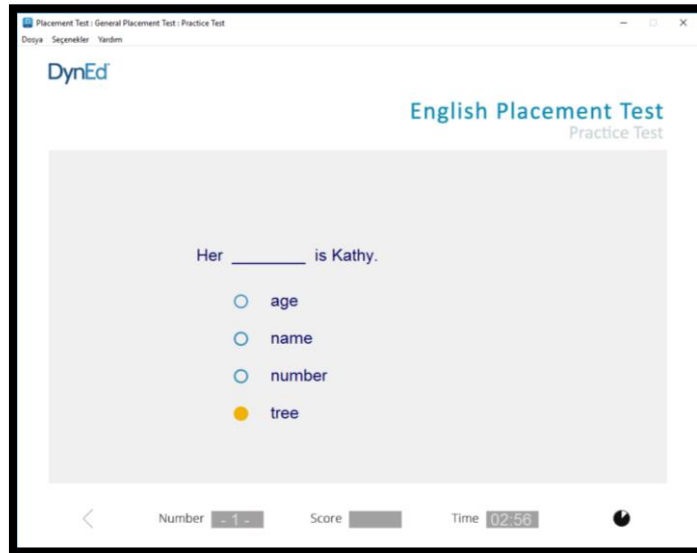 Placement Test : General Placement Test : Practice Test
Dosya Seçenekler Yardım
DynEd
English Placement Test
Practice Test
Her ________ is Kathy.
age
name
number
tree
Number - 1 - Score Time 02:56